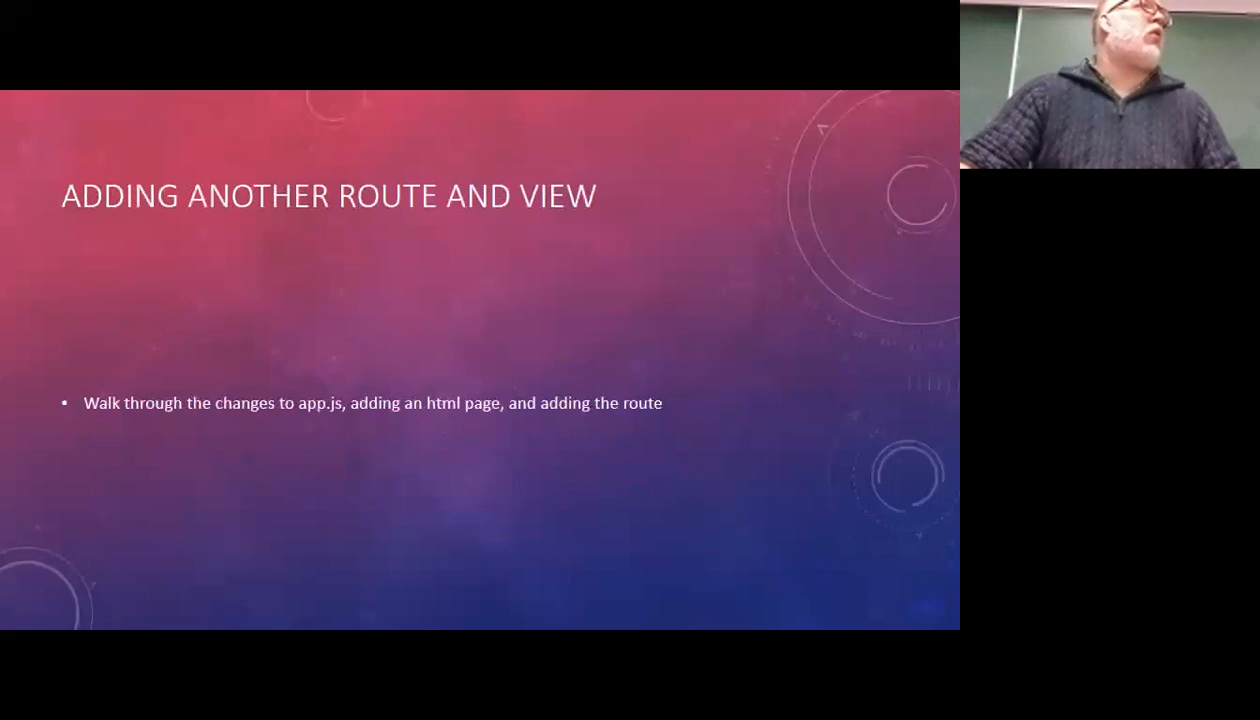 ADDING ANOTHER ROUTE AND VIEW
• Walk through the changes to app.js, adding an html page, and adding the route